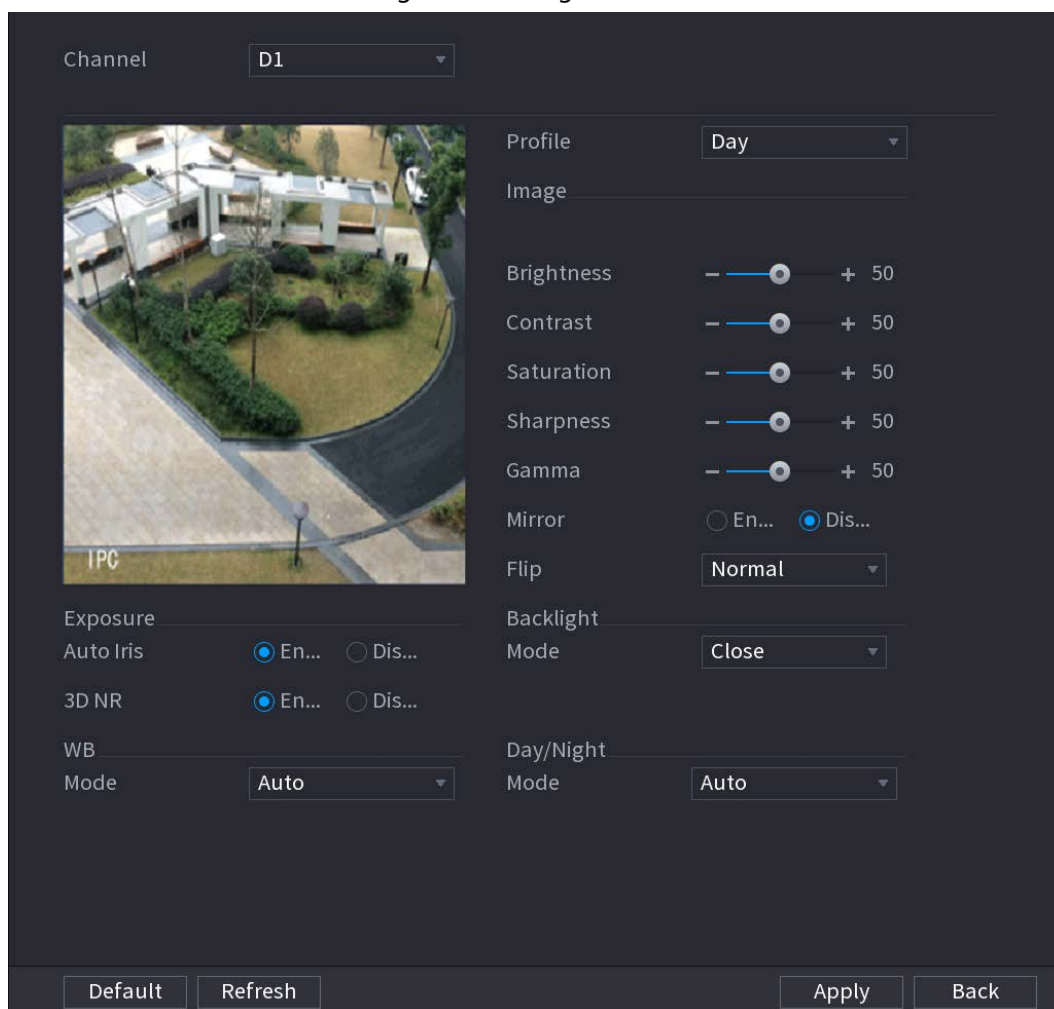 Channel D1
Profile Day
Image
Brightness - + 50
Contrast - + 50
Saturation - + 50
Sharpness - + 50
Gamma - + 50
Mirror En... Dis...
Flip Normal
IPC
Exposure
Auto Iris En... Dis...
3D NR En... Dis...
WB
Mode Auto
Backlight
Mode Close
Day/Night
Mode Auto
Default Refresh Apply Back